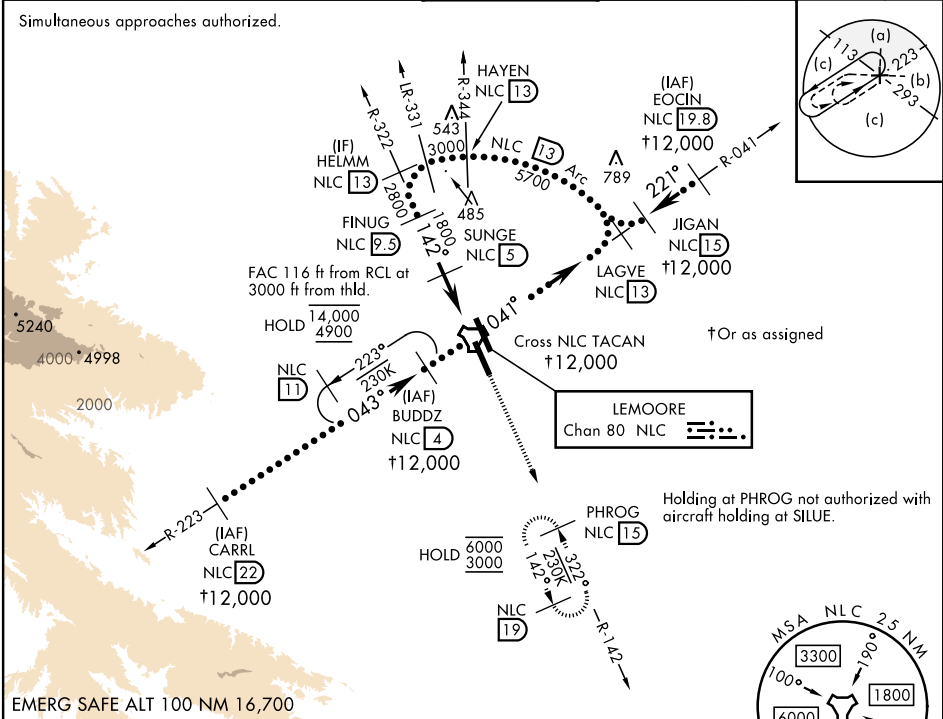 Simultaneous approaches authorized.
(a)
113
223
(c)
(b)
293
(c)
HAYEN
NLC 13
R-344
LR-331
R-322
543
3000
NLC 13 Arc
5700
789
(IAF)
EOCIN
NLC 19.8
†12,000
R-041
221°
(IF)
HELMM
NLC 13
2800
485
FINUG
NLC 9.5
1800
142°
SUNGE
NLC 5
JIGAN
NLC 15
†12,000
LAGVE
NLC 13
FAC 116 ft from RCL at
3000 ft from thld.
HOLD 14,000
4900
041°
Cross NLC TACAN
†12,000
†Or as assigned
5240
4000
4998
2000
NLC
11
223°
230K
043°
(IAF)
BUDDZ
NLC 4
†12,000
LEMOORE
Chan 80 NLC
R-223
(IAF)
CARRL
NLC 22
†12,000
PHROG
NLC 15
Holding at PHROG not authorized with
aircraft holding at SILUE.
HOLD 6000
3000
322°
230K
142°
NLC
19
R-142
MSA NLC 25 NM
3300
190°
100°
1800
6000
EMERG SAFE ALT 100 NM 16,700